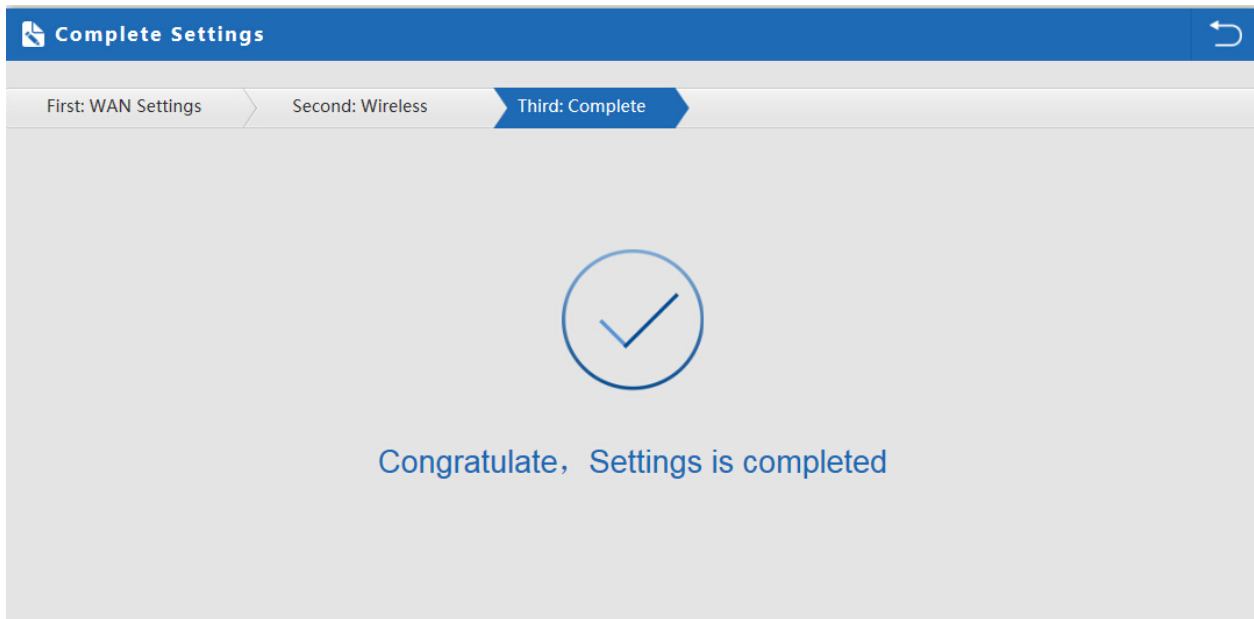 Complete Settings
First: WAN Settings
Second: Wireless
Third: Complete
Congratulate，Settings is completed